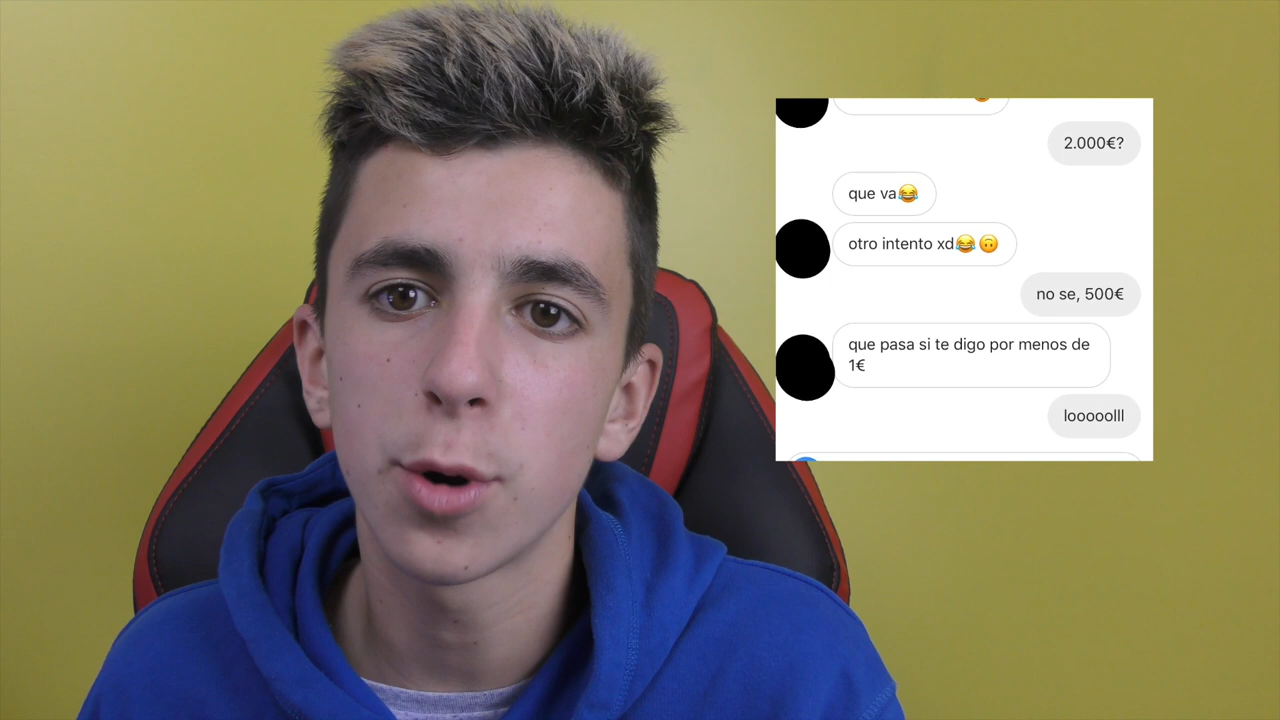 2.000€?
que va😂
otro intento xd😂🙃
no se, 500€
que pasa si te digo por menos de
1€
looooolll